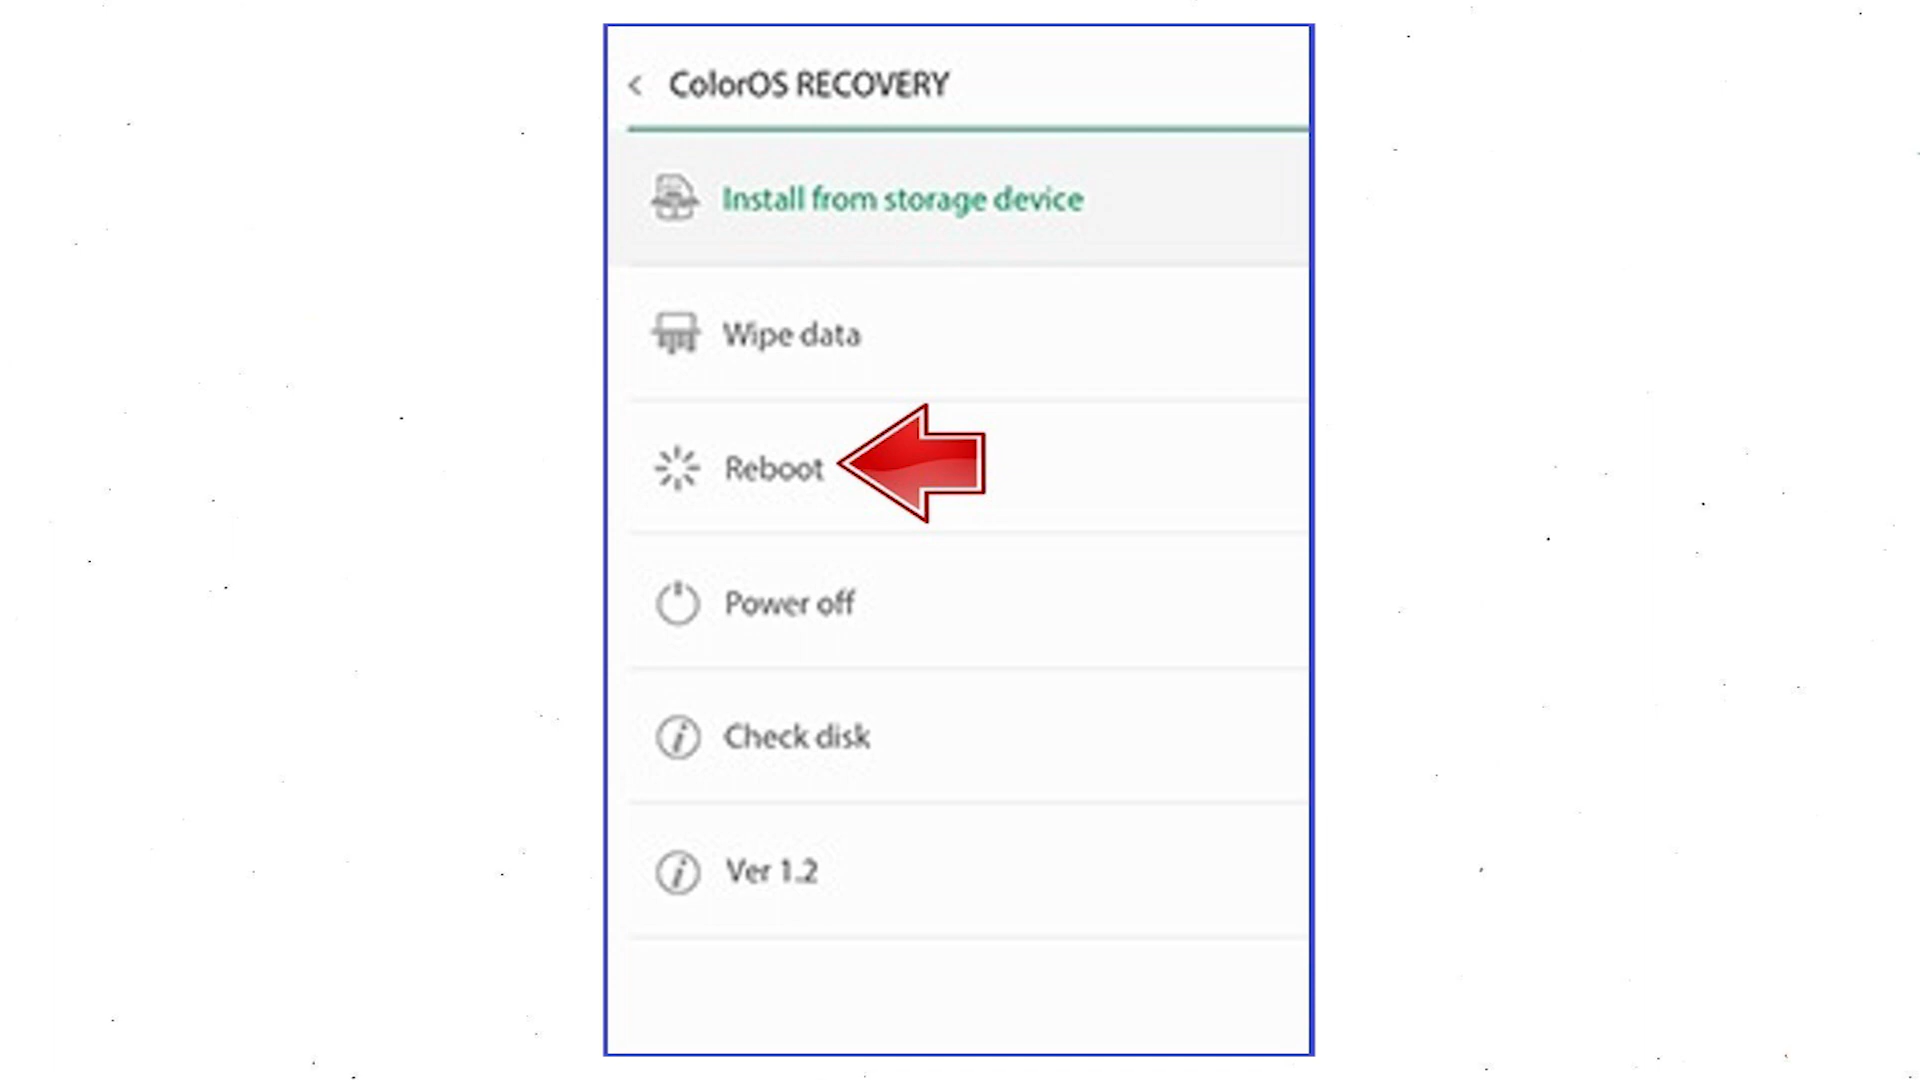 ColorOS RECOVERY
Install from storage device
Wipe data
Reboot
Power off
Check disk
Ver 1.2